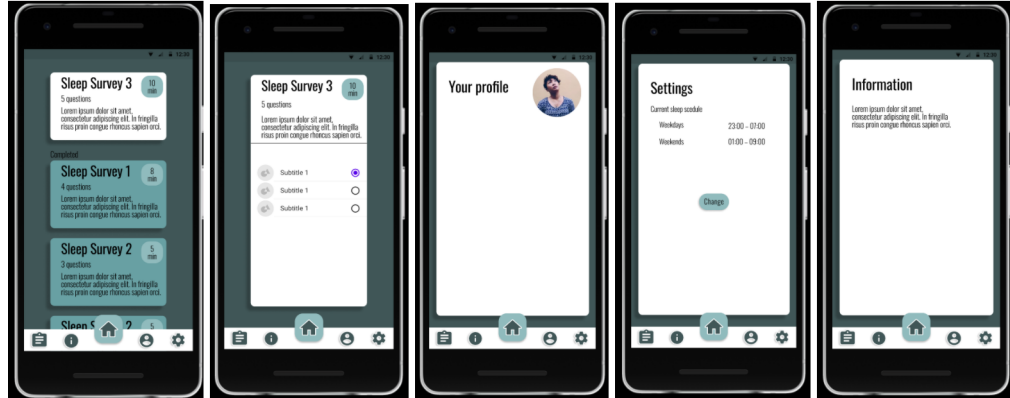 12:30
Sleep Survey 3
10
min
5 questions
Lorem ipsum dolor sit amet,
consectetur adipiscing elit. In fringilla
risus proin congue rhoncus sapien orci.
Completed
Sleep Survey 1
8
min
4 questions
Lorem ipsum dolor sit amet,
consectetur adipiscing elit. In fringilla
risus proin congue rhoncus sapien orci.
Sleep Survey 2
5
min
3 questions
Lorem ipsum dolor sit amet,
consectetur adipiscing elit. In fringilla
risus proin congue rhoncus sapien orci.
Sleep
2
5
12:30
Sleep Survey 3
10
min
5 questions
Lorem ipsum dolor sit amet,
consectetur adipiscing elit. In fringilla
risus proin congue rhoncus sapien orci.
Subtitle 1
Subtitle 1
Subtitle 1
12:30
Your profile
12:30
Settings
Current sleep scedule
Weekdays 23:00 – 07:00
Weekends 01:00 – 09:00
Change
12:30
Information
Lorem ipsum dolor sit amet,
consectetur adipiscing elit. In fringilla
risus proin congue rhoncus sapien orci.